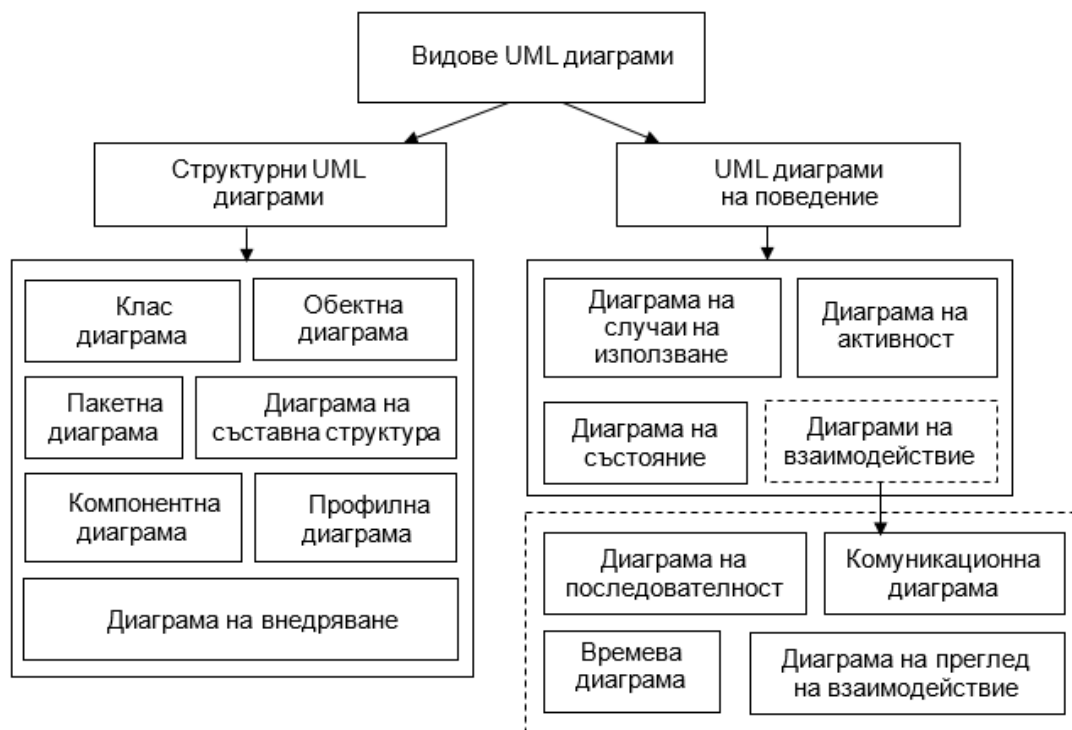 Видове UML диаграми
Структурни UML
диаграми
UML диаграми
на поведение
Клас
диаграма
Обектна
диаграма
Пакетна
диаграма
Диаграма на
съставна структура
Компонентна
диаграма
Профилна
диаграма
Диаграма на внедряване
Диаграма на
случаи на
използване
Диаграма на
активност
Диаграма на
състояние
Диаграми на
взаимодействие
Диаграма на
последователност
Комуникационна
диаграма
Времева
диаграма
Диаграма на преглед
на взаимодействие